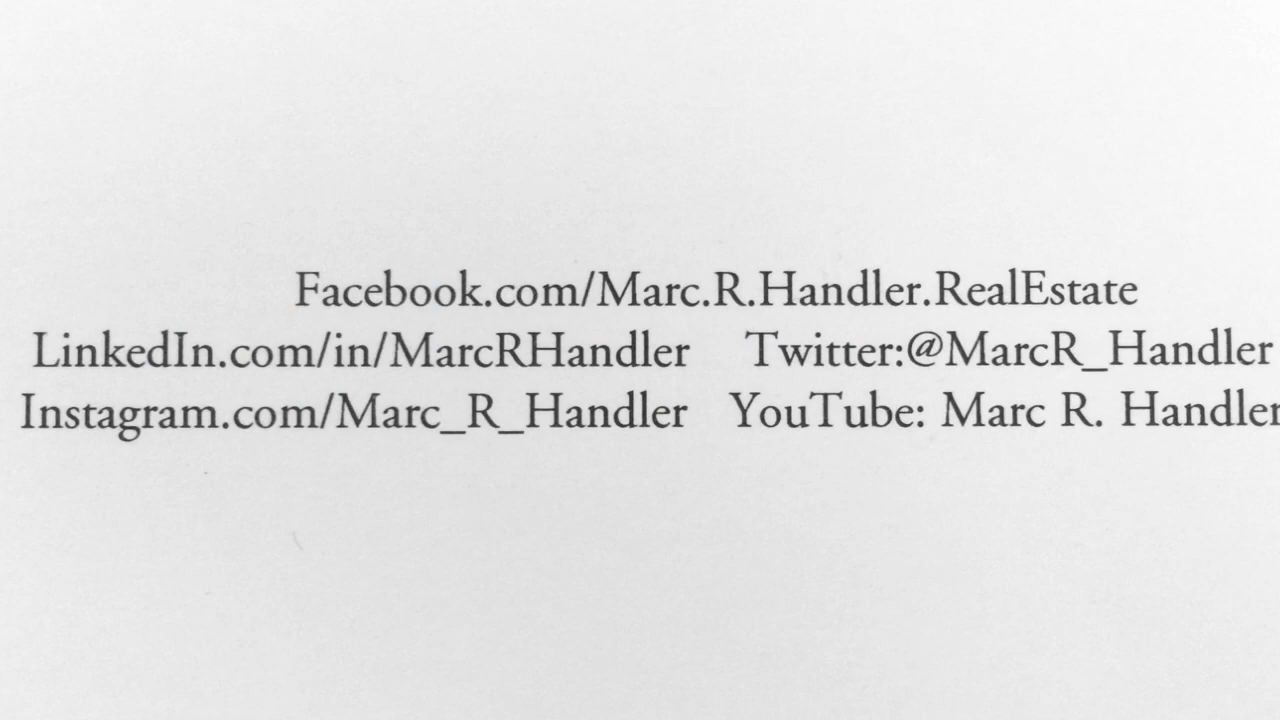 Facebook.com/Marc.R.Handler.RealEstate
LinkedIn.com/in/MarcRHandler Twitter:@MarcR_Handler
Instagram.com/Marc_R_Handler YouTube: Marc R. Handler